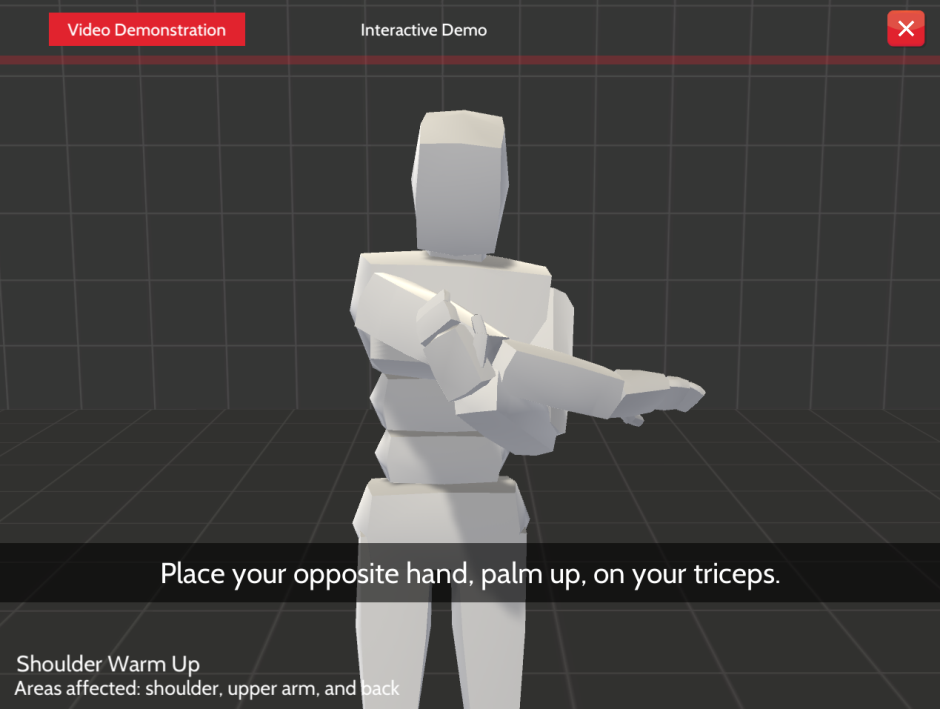 Video Demonstration
Interactive Demo
Place your opposite hand, palm up, on your triceps.
Shoulder Warm Up
Areas affected: shoulder, upper arm, and back